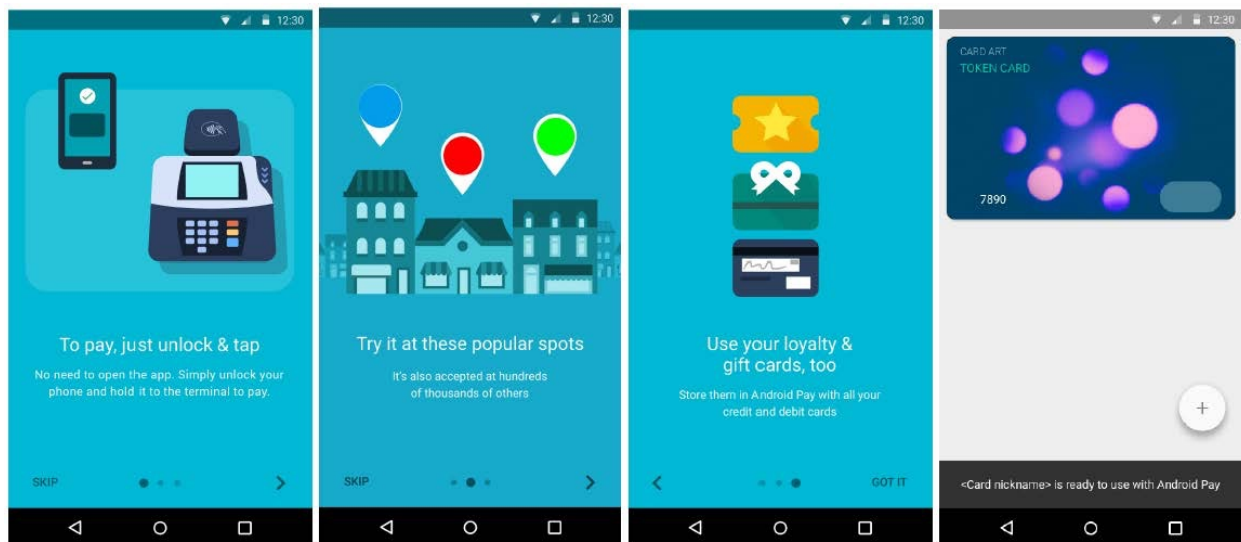 12:30
To pay, just unlock & tap
No need to open the app. Simply unlock your
phone and hold it to the terminal to pay.
SKIP
12:30
Try it at these popular spots
It's also accepted at hundreds
of thousands of others
SKIP
12:30
Use your loyalty &
gift cards, too
Store them in Android Pay with all your
credit and debit cards
GOT IT
12:30
CARD ART
TOKEN CARD
7890
+
<Card nickname> is ready to use with Android Pay